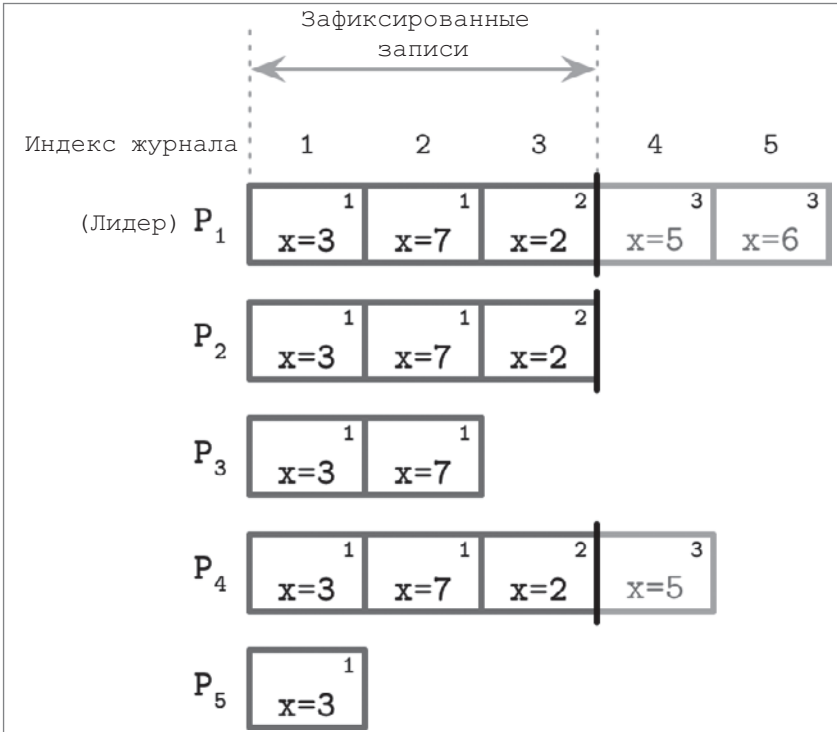 Зафиксированные
записи
Индекс журнала 1 2 3 4 5
(Лидер) P1 1 x=3 1 x=7 2 x=2 3 x=5 3 x=6
P2 1 x=3 1 x=7 2 x=2
P3 1 x=3 1 x=7
P4 1 x=3 1 x=7 2 x=2 3 x=5
P5 1 x=3